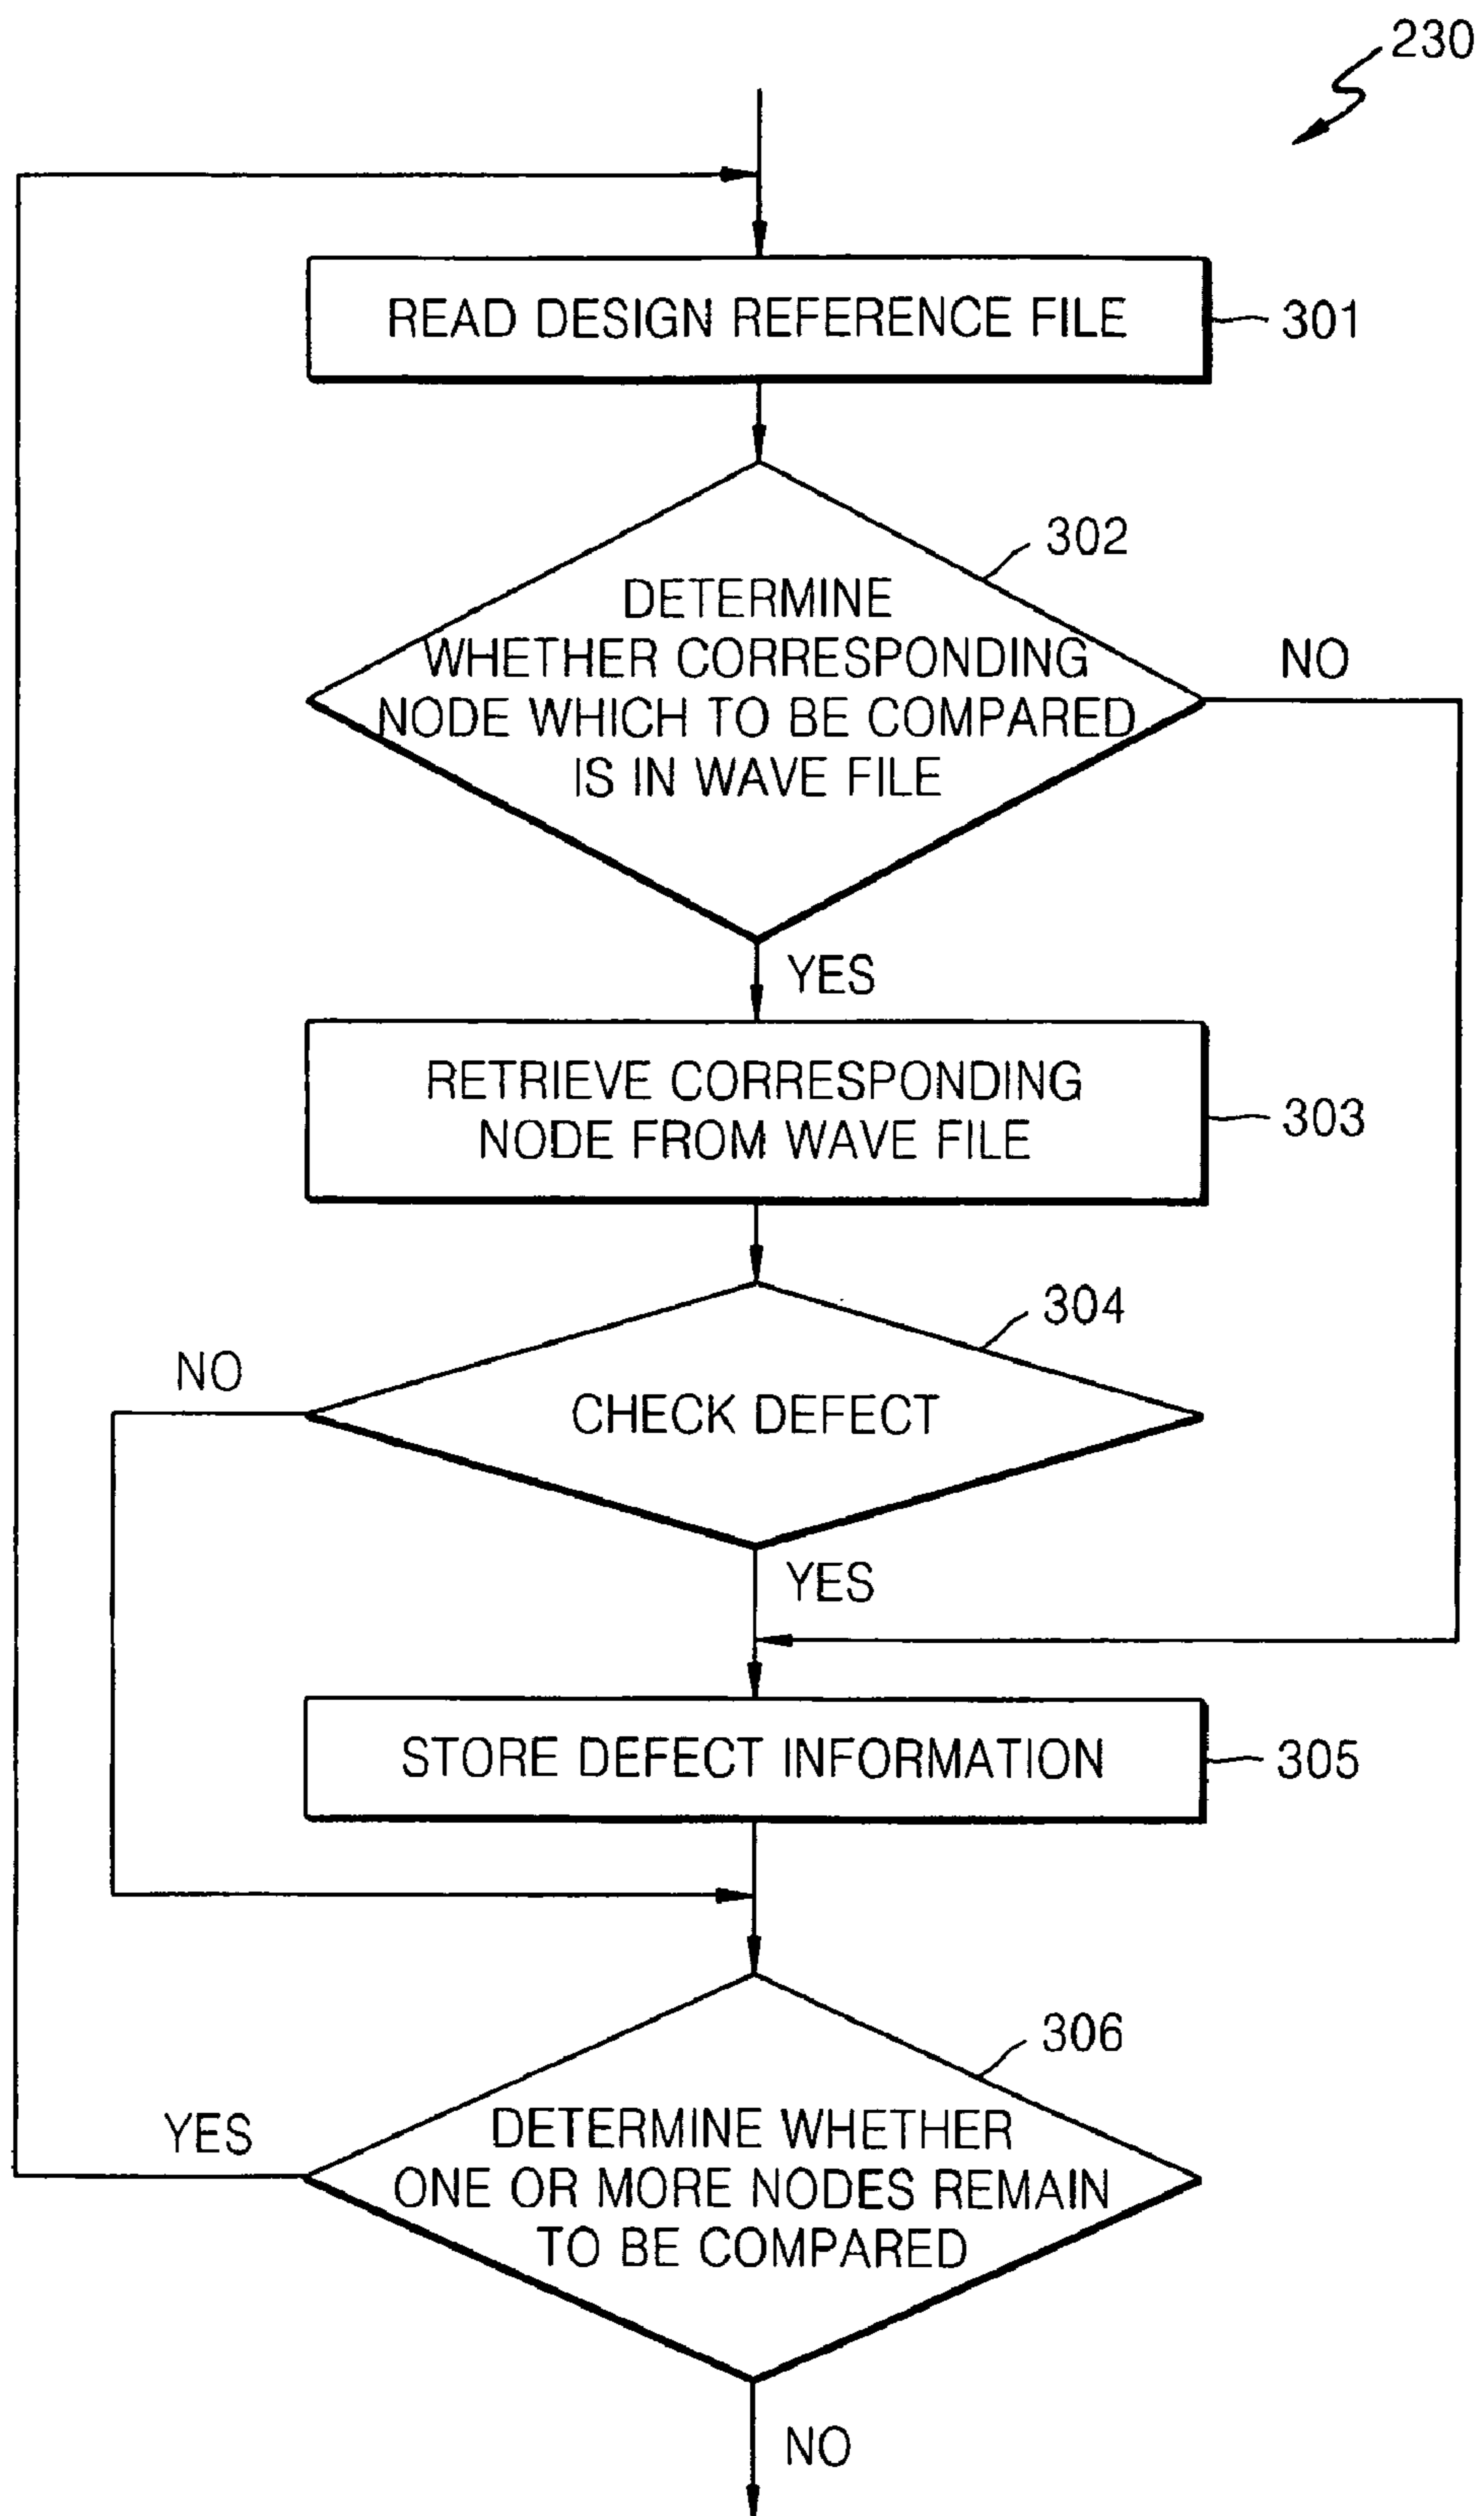 230
READ DESIGN REFERENCE FILE
301
302
DETERMINE
WHETHER CORRESPONDING
NODE WHICH TO BE COMPARED
IS IN WAVE FILE
NO
YES
RETRIEVE CORRESPONDING
NODE FROM WAVE FILE
303
304
NO
CHECK DEFECT
YES
STORE DEFECT INFORMATION
305
306
YES
DETERMINE WHETHER
ONE OR MORE NODES REMAIN
TO BE COMPARED
NO